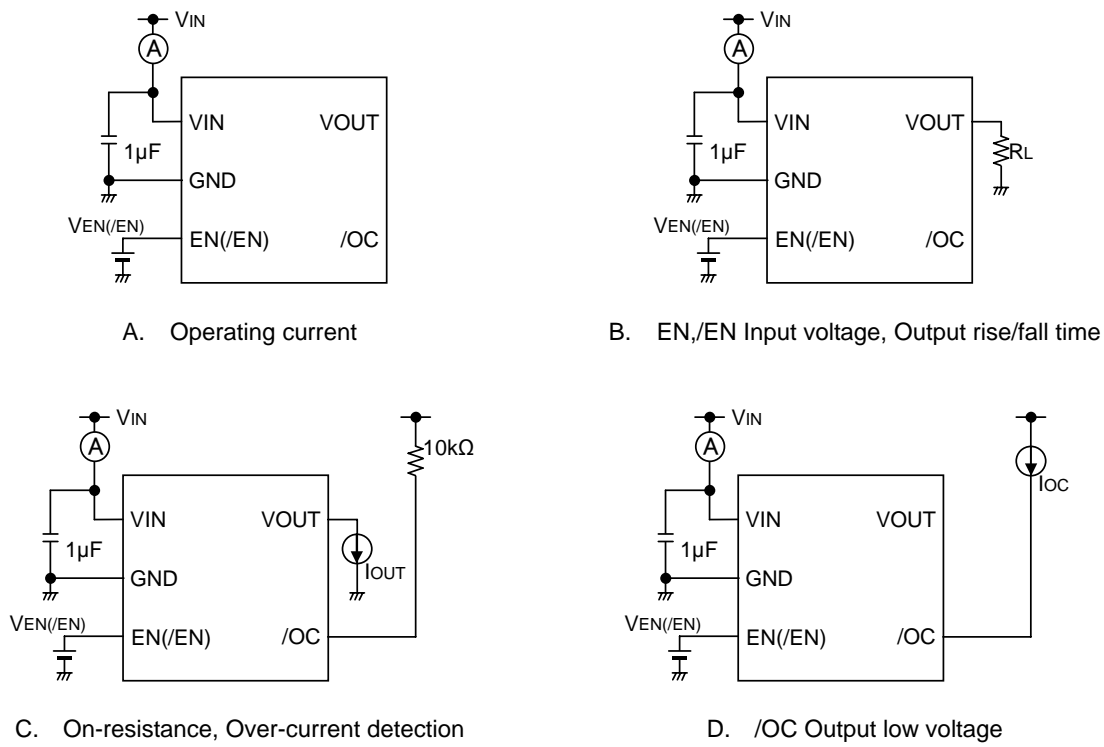 VIN
A
VIN VOUT
1µF
GND
VEN(/EN)
EN(/EN) /OC
A. Operating current
VIN
A
VIN VOUT
1µF RL
GND
VEN(/EN)
EN(/EN) /OC
B. EN,/EN Input voltage, Output rise/fall time
VIN
A 10kΩ
VIN VOUT
1µF
IOUT
GND
VEN(/EN)
EN(/EN) /OC
C. On-resistance, Over-current detection
VIN
A
IOC
VIN VOUT
1µF
GND
VEN(/EN)
EN(/EN) /OC
D. /OC Output low voltage